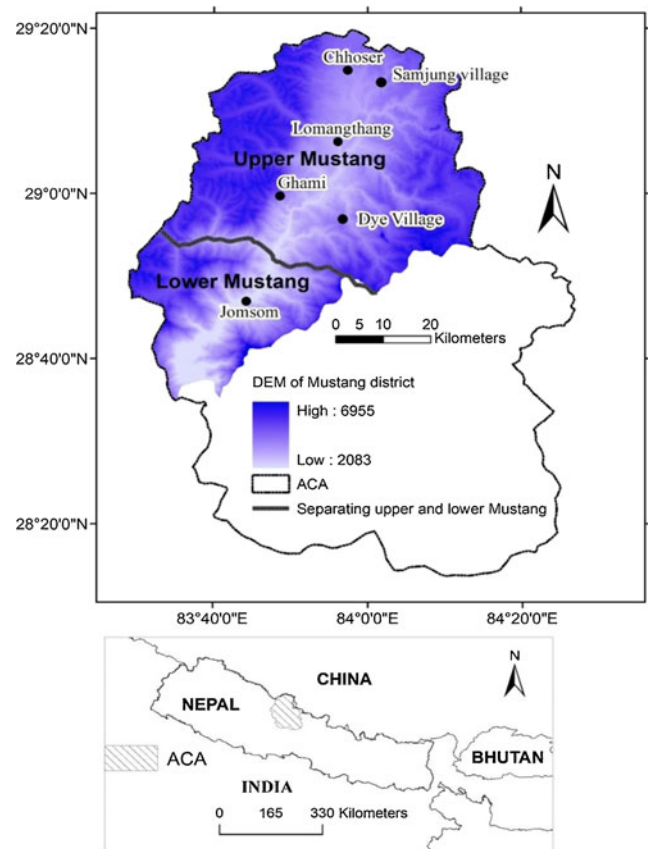 29°20'0"N
Chhoser
Samjung village
Lomangthang
Upper Mustang
N
29°0'0"N
Ghami
Dye Village
Lower Mustang
Jomsom
0 5 10 20
Kilometers
28°40'0"N
DEM of Mustang district
High : 6955
Low : 2083
ACA
Separating upper and lower Mustang
28°20'0"N
83°40'0"E 84°0'0"E 84°20'0"E
N
CHINA
NEPAL
BHUTAN
ACA
INDIA
0 165 330 Kilometers